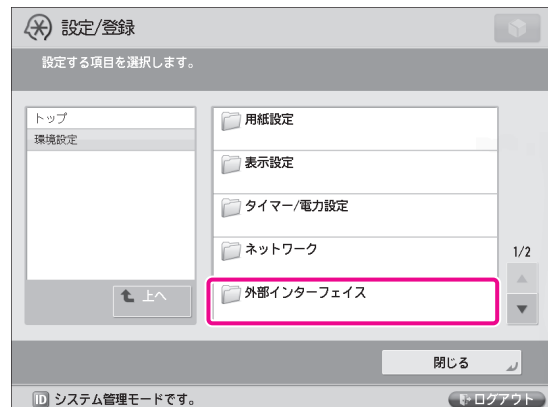 設定/登録
設定する項目を選択します。
トップ
環境設定
用紙設定
表示設定
タイマー/電力設定
ネットワーク
外部インターフェイス
1/2
上へ
閉じる
ID システム管理モードです。
ログアウト